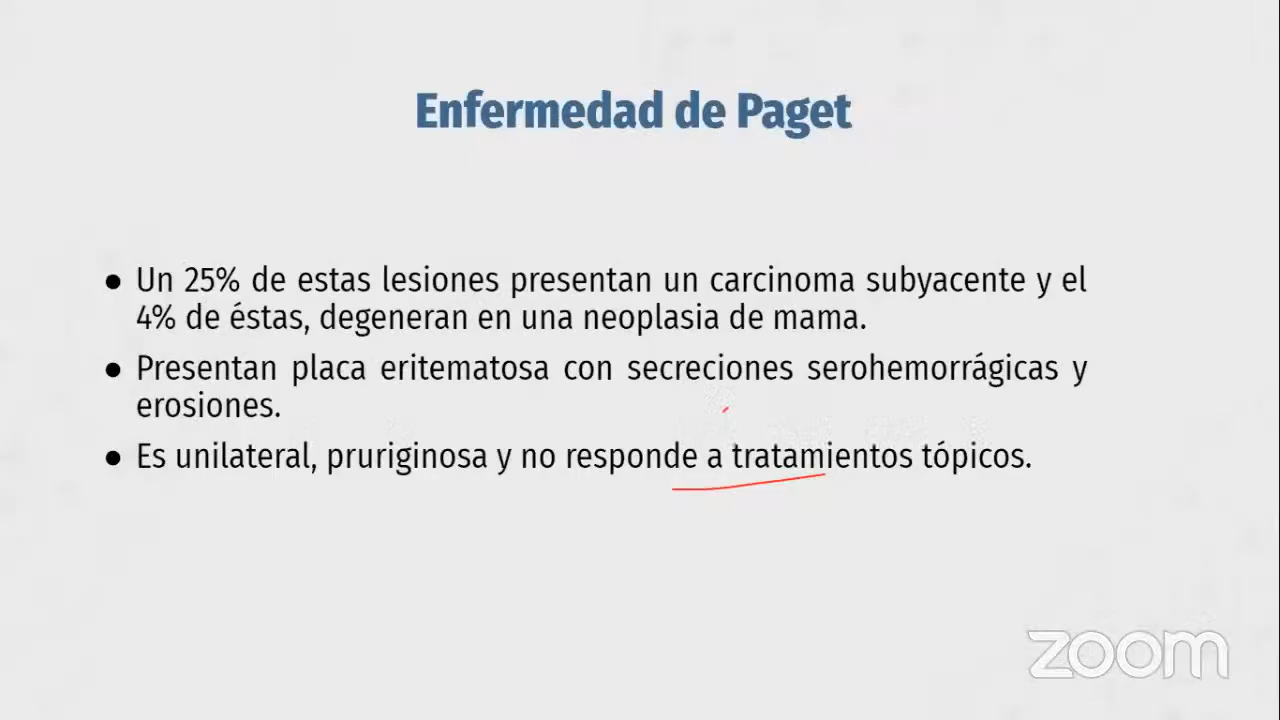 Enfermedad de Paget
● Un 25% de estas lesiones presentan un carcinoma subyacente y el
4% de éstas, degeneran en una neoplasia de mama.
● Presentan placa eritematosa con secreciones serohemorrágicas y
erosiones.
● Es unilateral, pruriginosa y no responde a tratamientos tópicos.
zoom